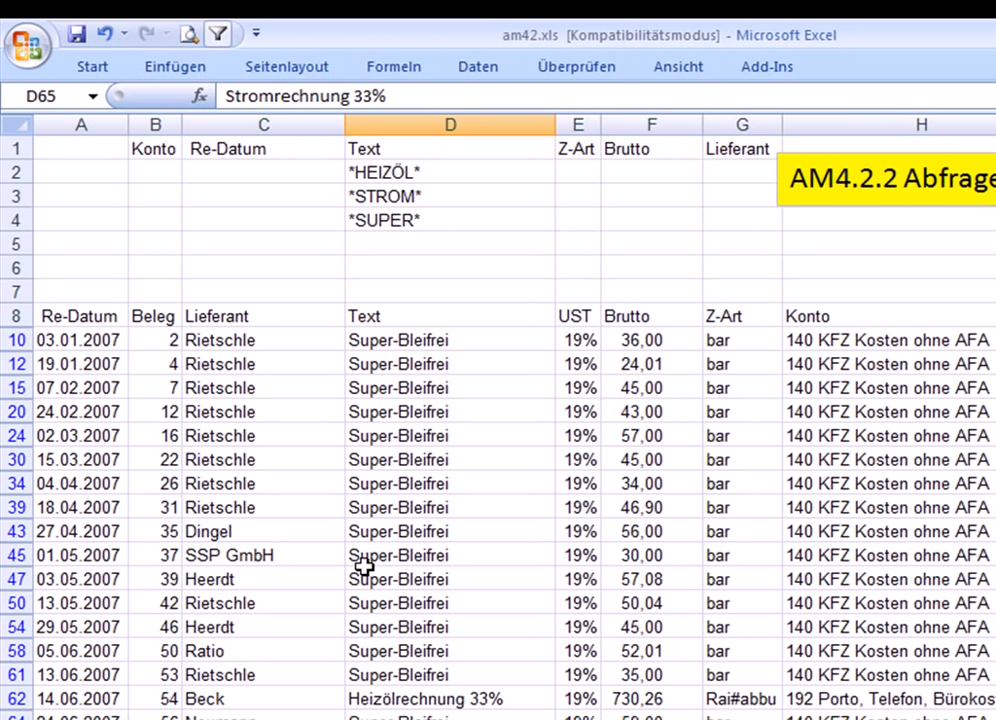 am42.xls [Kompatibilitätsmodus] - Microsoft Excel
Start Einfügen Seitenlayout Formeln Daten Überprüfen Ansicht Add-Ins
D65 fx Stromrechnung 33%
A B C D E F G H
1 Konto Re-Datum Text Z-Art Brutto Lieferant
AM4.2.2 Abfrage
2 *HEIZÖL*
3 *STROM*
4 *SUPER*
5
6
7
8 Re-Datum Beleg Lieferant Text UST Brutto Z-Art Konto
10 03.01.2007 2 Rietschle Super-Bleifrei 19% 36,00 bar 140 KFZ Kosten ohne AFA
12 19.01.2007 4 Rietschle Super-Bleifrei 19% 24,01 bar 140 KFZ Kosten ohne AFA
15 07.02.2007 7 Rietschle Super-Bleifrei 19% 45,00 bar 140 KFZ Kosten ohne AFA
20 24.02.2007 12 Rietschle Super-Bleifrei 19% 43,00 bar 140 KFZ Kosten ohne AFA
24 02.03.2007 16 Rietschle Super-Bleifrei 19% 57,00 bar 140 KFZ Kosten ohne AFA
30 15.03.2007 22 Rietschle Super-Bleifrei 19% 45,00 bar 140 KFZ Kosten ohne AFA
34 04.04.2007 26 Rietschle Super-Bleifrei 19% 34,00 bar 140 KFZ Kosten ohne AFA
39 18.04.2007 31 Rietschle Super-Bleifrei 19% 46,90 bar 140 KFZ Kosten ohne AFA
43 27.04.2007 35 Dingel Super-Bleifrei 19% 56,00 bar 140 KFZ Kosten ohne AFA
45 01.05.2007 37 SSP GmbH Super-Bleifrei 19% 30,00 bar 140 KFZ Kosten ohne AFA
47 03.05.2007 39 Heerdt Super-Bleifrei 19% 57,08 bar 140 KFZ Kosten ohne AFA
50 13.05.2007 42 Rietschle Super-Bleifrei 19% 50,04 bar 140 KFZ Kosten ohne AFA
54 29.05.2007 46 Heerdt Super-Bleifrei 19% 45,00 bar 140 KFZ Kosten ohne AFA
58 05.06.2007 50 Ratio Super-Bleifrei 19% 52,01 bar 140 KFZ Kosten ohne AFA
61 13.06.2007 53 Rietschle Super-Bleifrei 19% 35,00 bar 140 KFZ Kosten ohne AFA
62 14.06.2007 54 Beck Heizölrechnung 33% 19% 730,26 Rai#abbu 192 Porto, Telefon, Bürokos